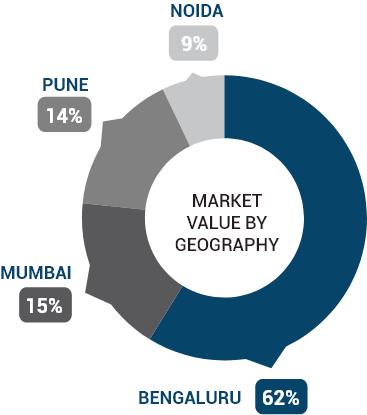 NOIDA
9%
PUNE
14%
MARKET
VALUE BY
GEOGRAPHY
MUMBAI
15%
BENGALURU 62%